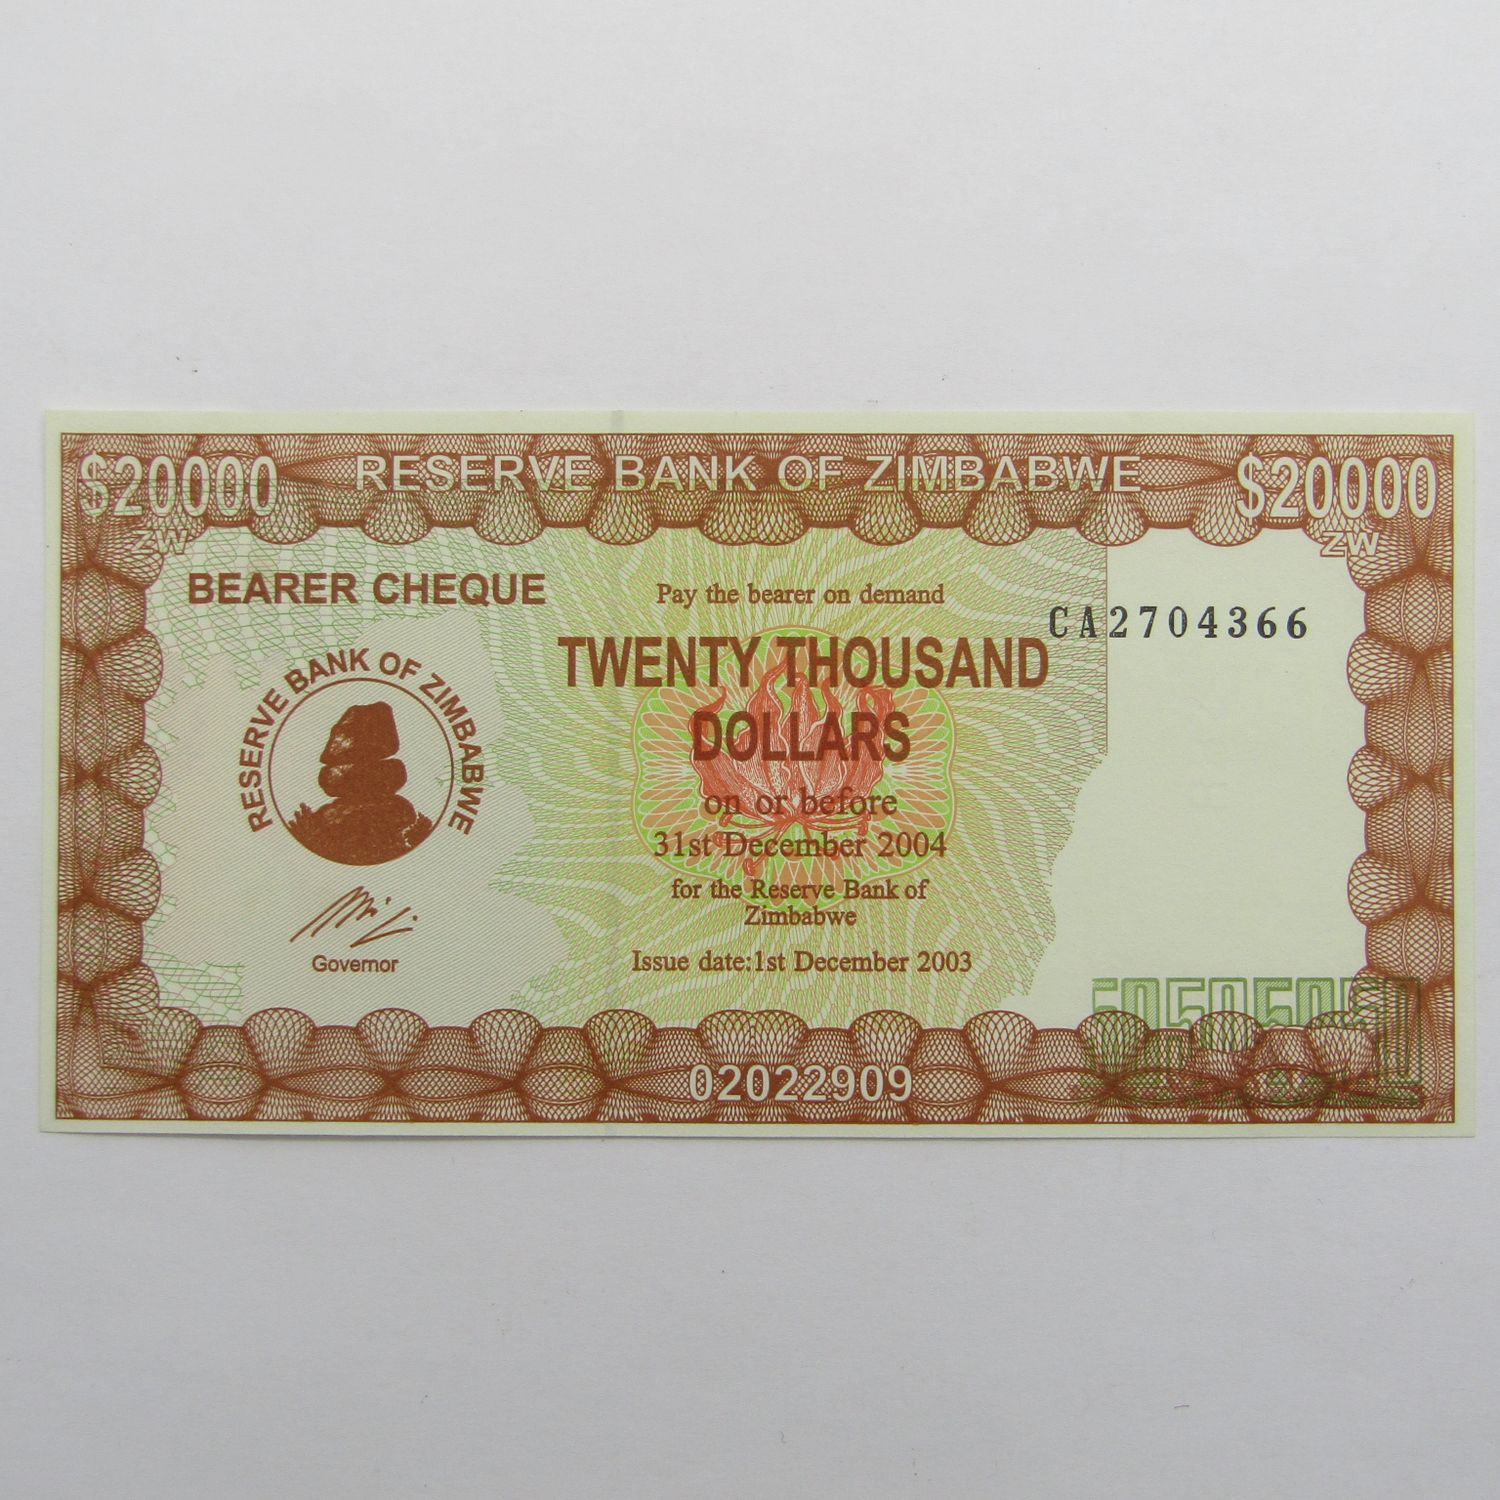 $20000 RESERVE BANK OF ZIMBABWE $20000
ZW ZW
BEARER CHEQUE
Pay the bearer on demand
CA2704366
TWENTY THOUSAND
DOLLARS
RESERVE BANK OF ZIMBABWE
on or before
31st December 2004
for the Reserve Bank of
Zimbabwe
Governor
Issue date:1st December 2003
50505050
02022909